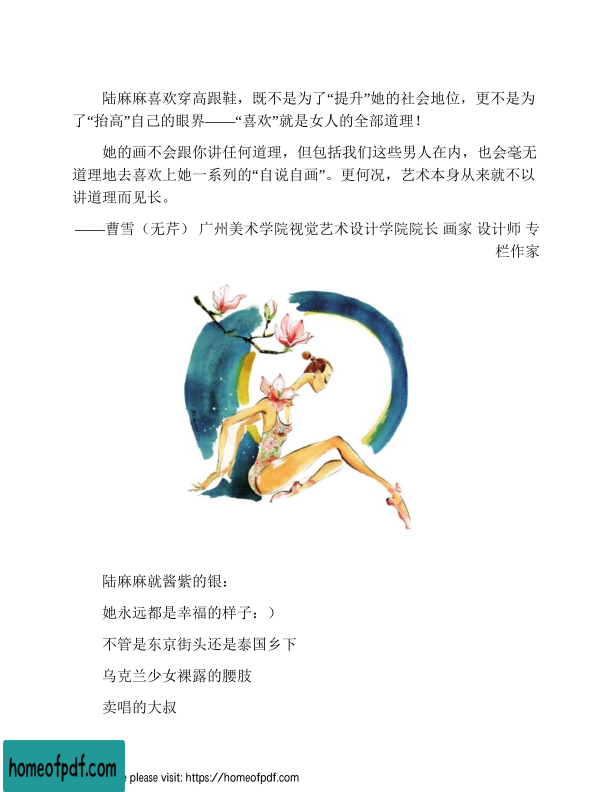 陆麻麻喜欢穿高跟鞋，既不是为了“提升”她的社会地位，更不是为
了“抬高”自己的眼界——“喜欢”就是女人的全部道理！
她的画不会跟你讲任何道理，但包括我们这些男人在内，也会毫无
道理地去喜欢上她一系列的“自说自画”。更何况，艺术本身从来就不以
讲道理而见长。
——曹雪（无芹） 广州美术学院视觉艺术设计学院院长 画家 设计师 专
栏作家
陆麻麻就酱紫的银：
她永远都是幸福的样子：）
不管是东京街头还是泰国乡下
乌克兰少女裸露的腰肢
卖唱的大叔
homeofpdf.com
e please visit: https://homeofpdf.com